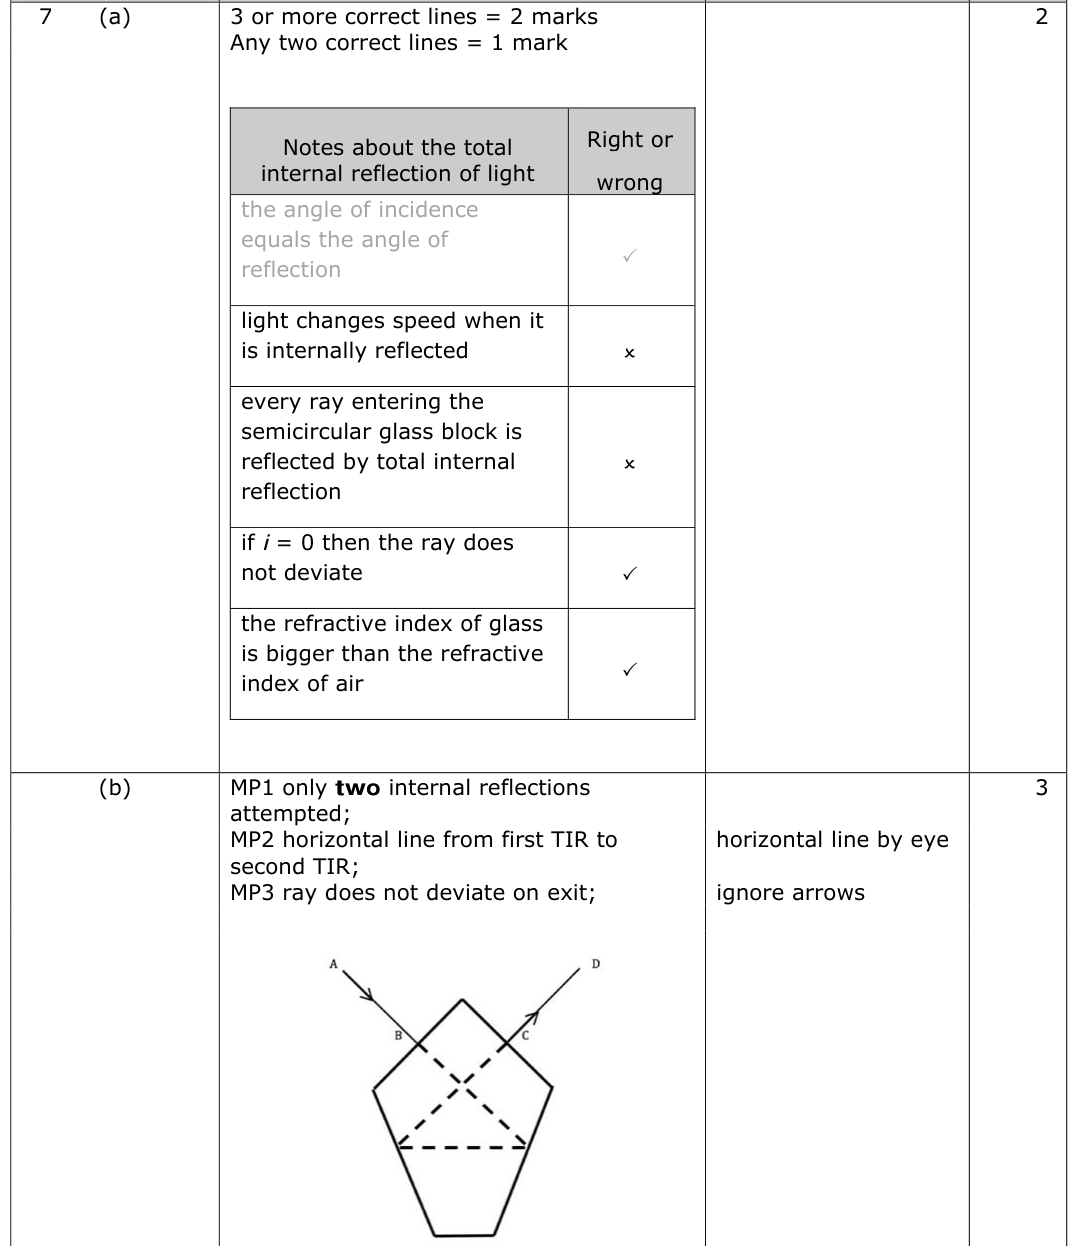 7 (a) 3 or more correct lines = 2 marks 2
Any two correct lines = 1 mark
Notes about the total
internal reflection of light
Right or
wrong
the angle of incidence
equals the angle of
reflection
✓
light changes speed when it
is internally reflected
x
every ray entering the
semicircular glass block is
reflected by total internal
reflection
x
if i = 0 then the ray does
not deviate
✓
the refractive index of glass
is bigger than the refractive
index of air
✓
(b) MP1 only two internal reflections 3
attempted;
MP2 horizontal line from first TIR to
second TIR;
horizontal line by eye
MP3 ray does not deviate on exit; ignore arrows
A
D
B
C